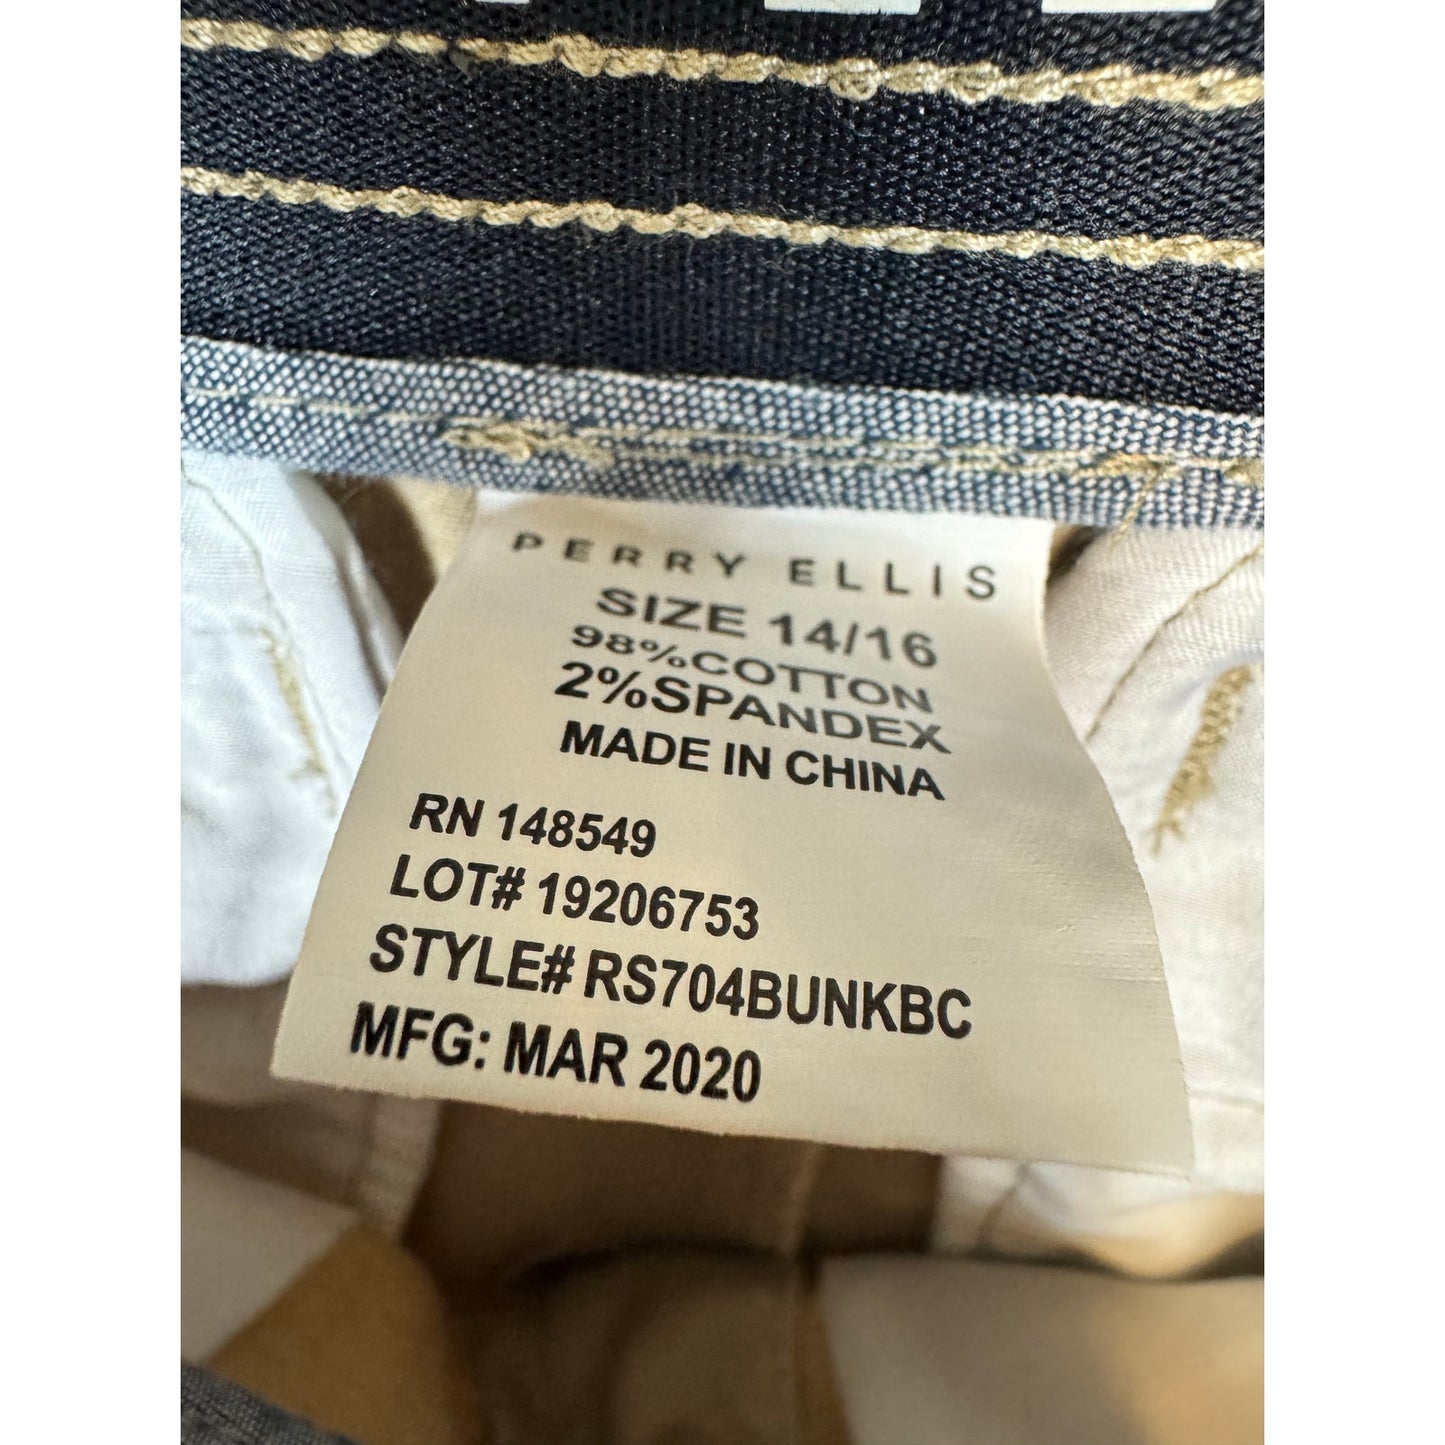 PERRY ELLIS
SIZE 14/16
98%COTTON
2%SPANDEX
MADE IN CHINA
RN 148549
LOT# 19206753
STYLE# RS704BUNKBC
MFG: MAR 2020